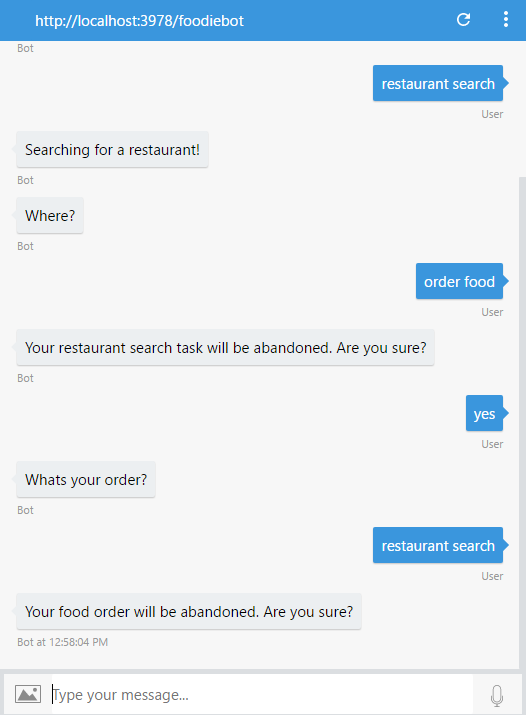 http://localhost:3978/foodiebot
Bot
restaurant search
User
Searching for a restaurant!
Bot
Where?
Bot
order food
User
Your restaurant search task will be abandoned. Are you sure?
Bot
yes
User
Whats your order?
Bot
restaurant search
User
Your food order will be abandoned. Are you sure?
Bot at 12:58:04 PM
Type your message...